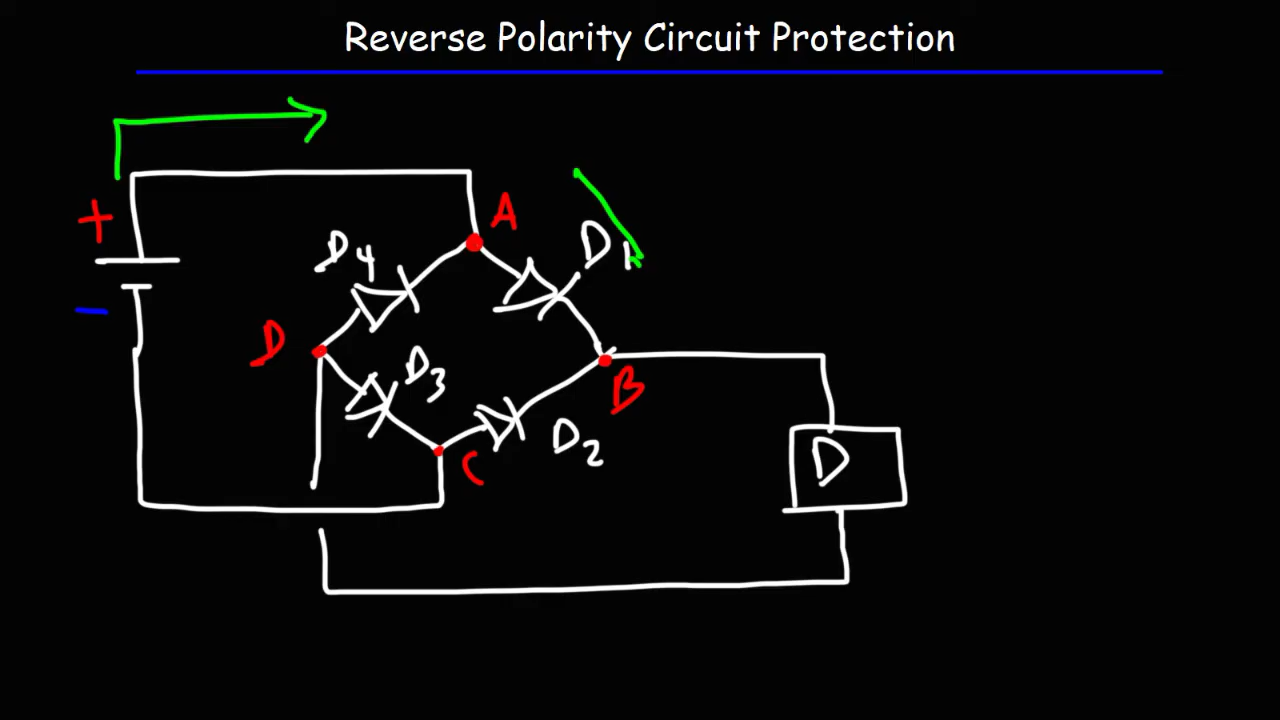 Reverse Polarity Circuit Protection
+
A
D1
D4
−
D
D3
B
D2
C
D